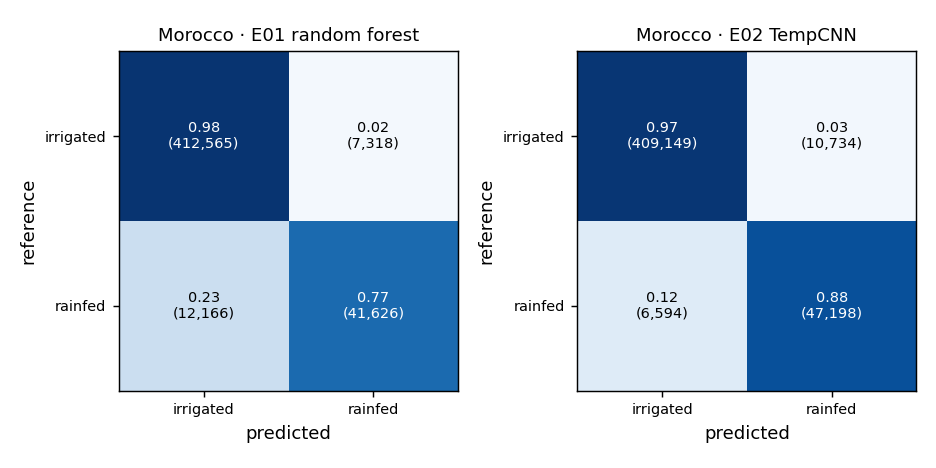 Morocco · E01 random forest
reference
irrigated
0.98
(412,565)
0.02
(7,318)
rainfed
0.23
(12,166)
0.77
(41,626)
irrigated
rainfed
predicted
Morocco · E02 TempCNN
reference
irrigated
0.97
(409,149)
0.03
(10,734)
rainfed
0.12
(6,594)
0.88
(47,198)
irrigated
rainfed
predicted